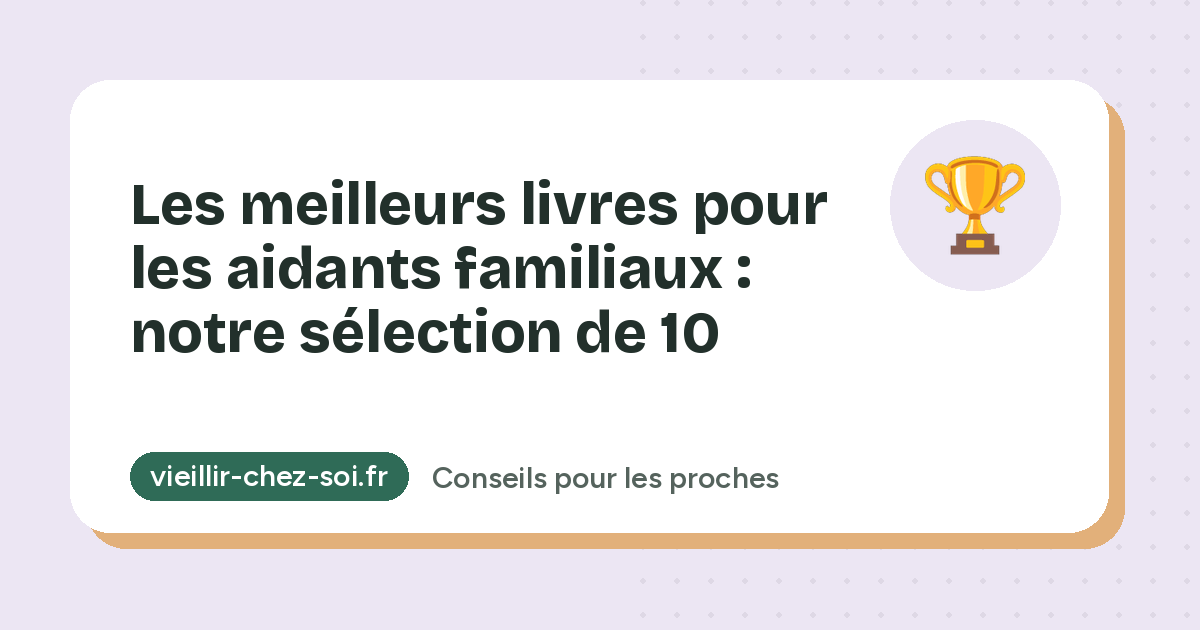 Les meilleurs livres pour
les aidants familiaux :
notre sélection de 10
vieillir-chez-soi.fr
Conseils pour les proches